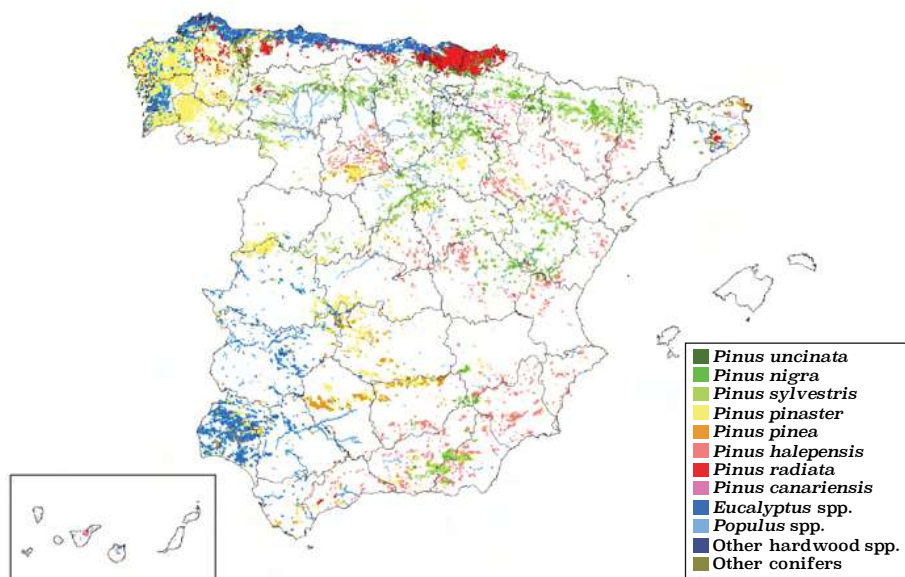 Pinus uncinata
Pinus nigra
Pinus sylvestris
Pinus pinaster
Pinus pinea
Pinus halepensis
Pinus radiata
Pinus canariensis
Eucalyptus spp.
Populus spp.
Other hardwood spp.
Other conifers